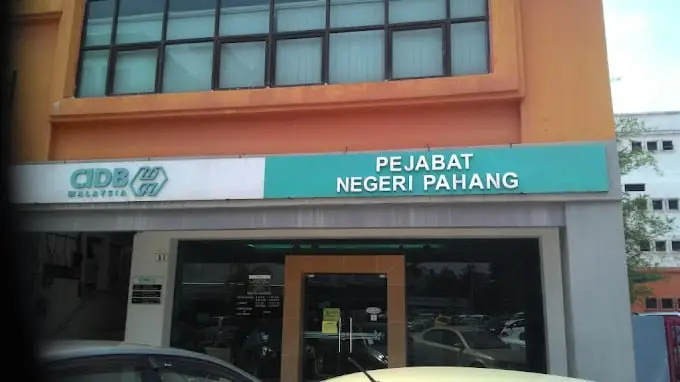 CIDB
MALAYSIA
PEJABAT
NEGERI PAHANG